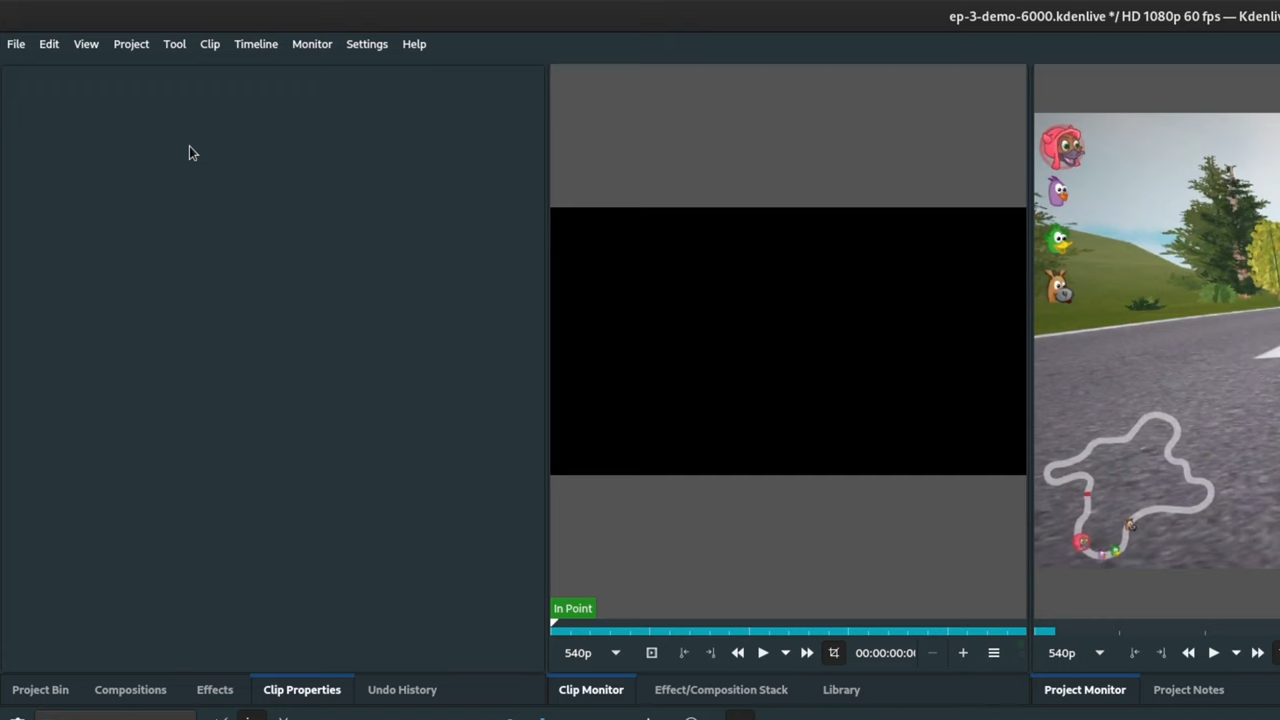 ep-3-demo-6000.kdenlive */ HD 1080p 60 fps — Kdenliv
File Edit View Project Tool Clip Timeline Monitor Settings Help
In Point
540p 00:00:00:0 540p
Project Bin Compositions Effects Clip Properties Undo History Clip Monitor Effect/Composition Stack Library Project Monitor Project Notes